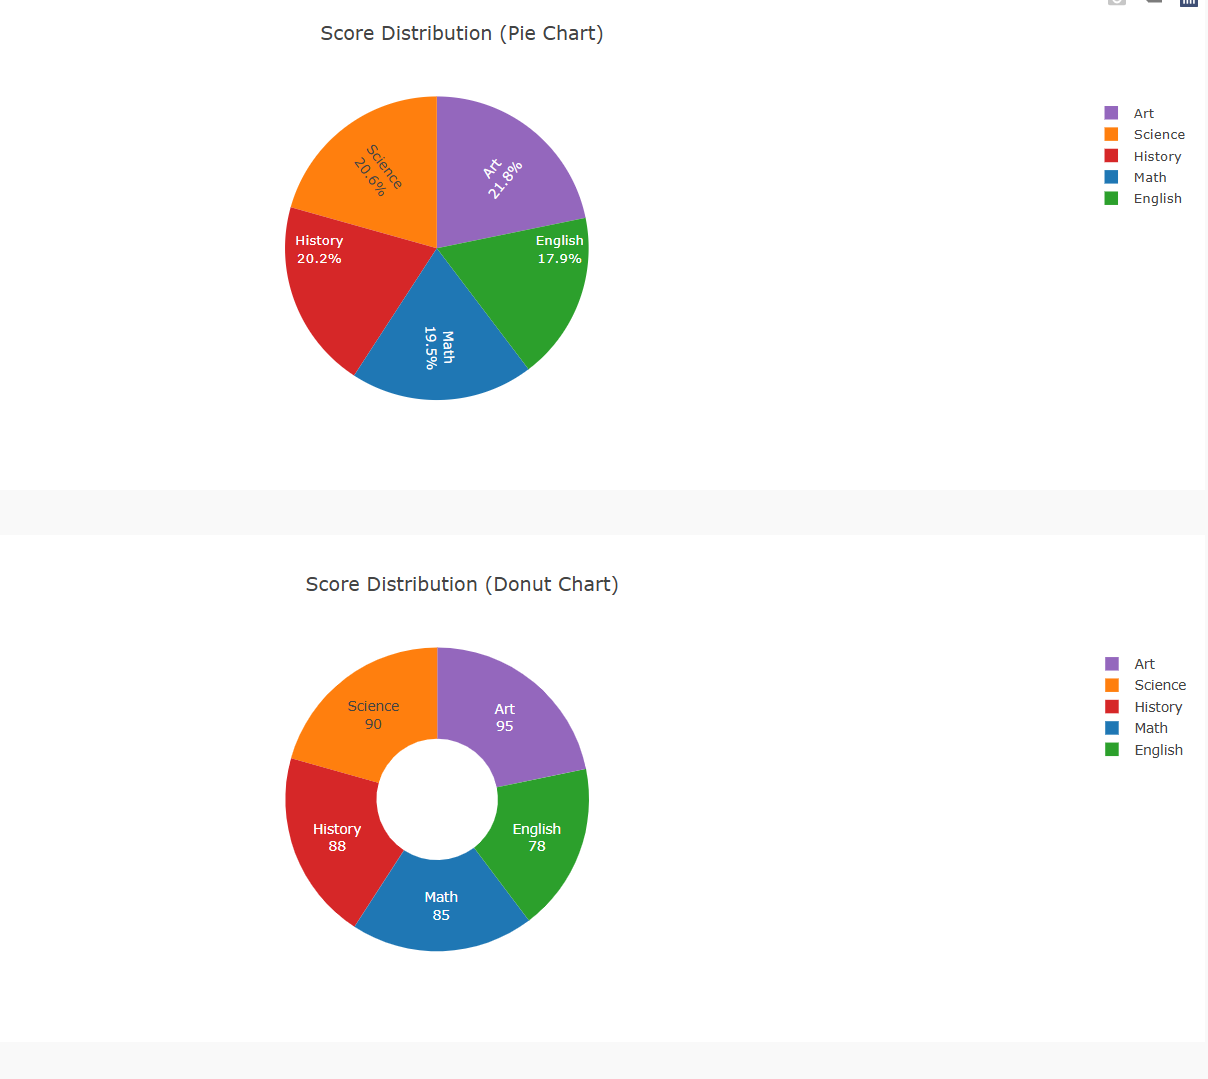 Score Distribution (Pie Chart)
Art
21.8%
Science
20.6%
History
20.2%
English
17.9%
Math
19.5%
Art
Science
History
Math
English
Score Distribution (Donut Chart)
Science
90
Art
95
History
88
English
78
Math
85
Art
Science
History
Math
English